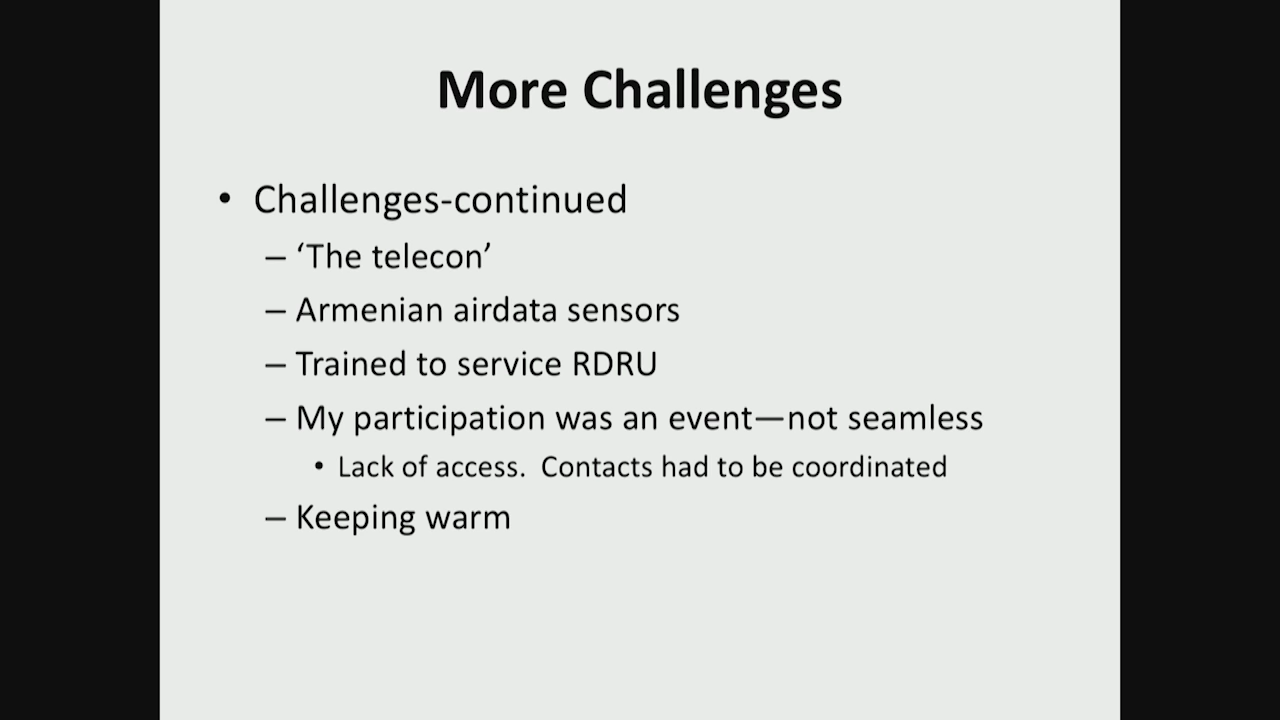 More Challenges
• Challenges-continued
– ‘The telecon’
– Armenian airdata sensors
– Trained to service RDRU
– My participation was an event—not seamless
• Lack of access.  Contacts had to be coordinated
– Keeping warm